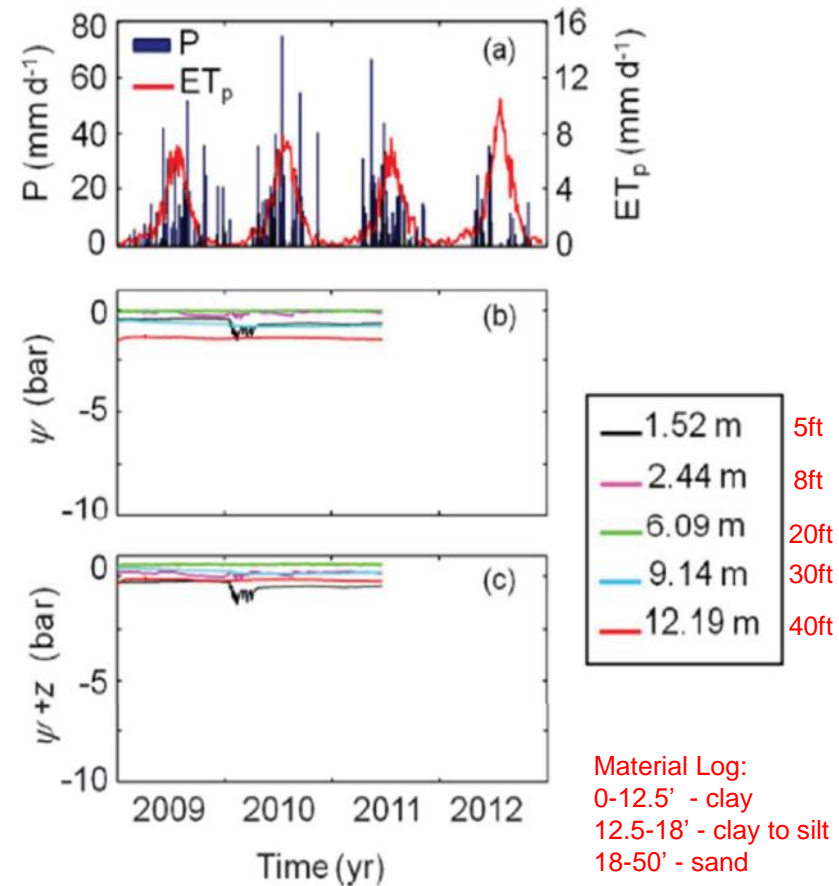 80
60
40
20
0
P (mm d-1)
P
ETp
(a)
16
12
8
4
0
ETp (mm d-1)
0
-5
-10
ψ (bar)
(b)
0
-5
-10
ψ+z (bar)
(c)
2009 2010 2011 2012
Time (yr)
1.52 m 5ft
2.44 m 8ft
6.09 m 20ft
9.14 m 30ft
12.19 m 40ft
Material Log:
0-12.5' - clay
12.5-18' - clay to silt
18-50' - sand